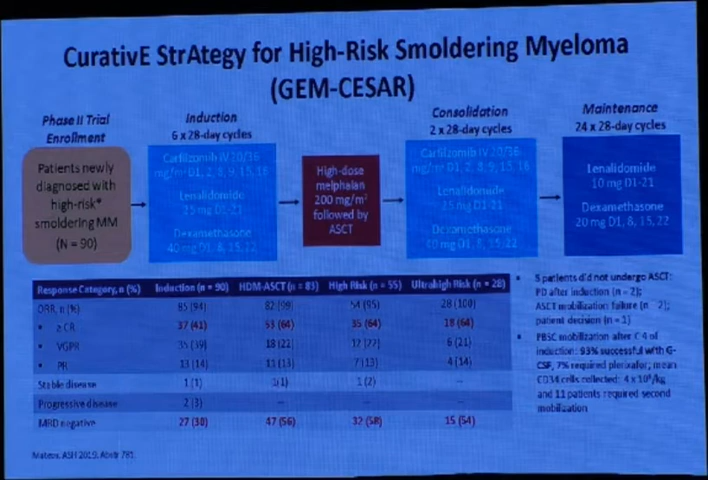 CurativE StrAtegy for High-Risk Smoldering Myeloma
(GEM-CESAR)
Phase II Trial
Enrollment
Patients newly
diagnosed with
high-risk*
smoldering MM
(N = 90)
Induction
6 x 28-day cycles
Carfilzomib IV 20/36
mg/m² D1, 2, 8, 9, 15, 16
Lenalidomide
25 mg D1-21
Dexamethasone
40 mg D1, 8, 15, 22
High-dose
melphalan
200 mg/m²
followed by
ASCT
Consolidation
2 x 28-day cycles
Carfilzomib IV 20/36
mg/m² D1, 2, 8, 9, 15, 16
Lenalidomide
25 mg D1-21
Dexamethasone
40 mg D1, 8, 15, 22
Maintenance
24 x 28-day cycles
Lenalidomide
10 mg D1-21
Dexamethasone
20 mg D1, 8, 15, 22
Response Category, n (%) Induction (n = 90) HDM-ASCT (n = 83) High Risk (n = 55) Ultrahigh Risk (n = 28)
ORR, n (%) 85 (94) 82 (99) 54 (95) 28 (100)
▪ ≥ CR 37 (41) 53 (64) 35 (64) 18 (64)
▪ VGPR 35 (39) 18 (22) 12 (22) 6 (21)
▪ PR 13 (14) 11 (13) 7 (13) 4 (14)
Stable disease 1 (1) 1(1) 1 (2) --
Progressive disease 2 (3) -- -- --
MRD negative 27 (30) 47 (56) 32 (58) 15 (54)
▪ 5 patients did not undergo ASCT:
PD after induction (n = 2);
ASCT mobilization failure (n = 2);
patient decision (n = 1)
▪ PBSC mobilization after C4 of
induction: 93% successful with G-
CSF, 7% required plerixafor; mean
CD34 cells collected: 4 x 10⁶/kg
and 11 patients required second
mobilization
Mateos. ASH 2019. Abstr 781.